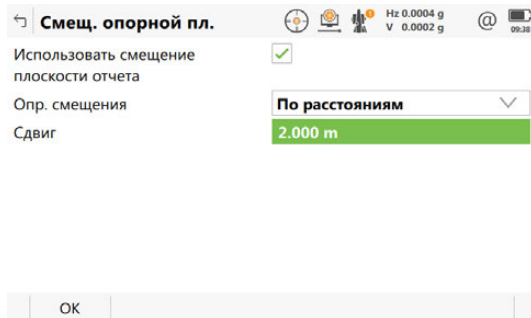 Смещ. опорной пл.
Hz 0.0004 g
V 0.0002 g
@
09:38
Использовать смещение
плоскости отчета
Опр. смещения
По расстояниям
Сдвиг
2.000 m
OK